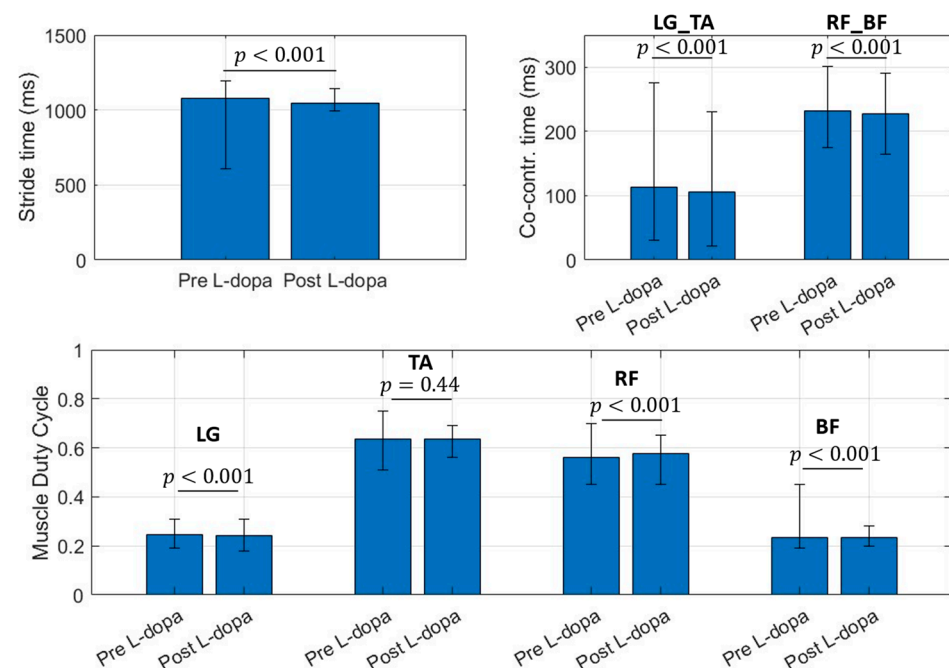 1500
1000
500
0
Stride time (ms)
p < 0.001
Pre L-dopa Post L-dopa
LG_TA RF_BF
p < 0.001 p < 0.001
300
200
100
0
Co-contr. time (ms)
Pre L-dopa Post L-dopa Pre L-dopa Post L-dopa
1
0.8
0.6
0.4
0.2
0
Muscle Duty Cycle
LG
p < 0.001
TA
p = 0.44
RF
p < 0.001
BF
p < 0.001
Pre L-dopa Post L-dopa Pre L-dopa Post L-dopa Pre L-dopa Post L-dopa Pre L-dopa Post L-dopa